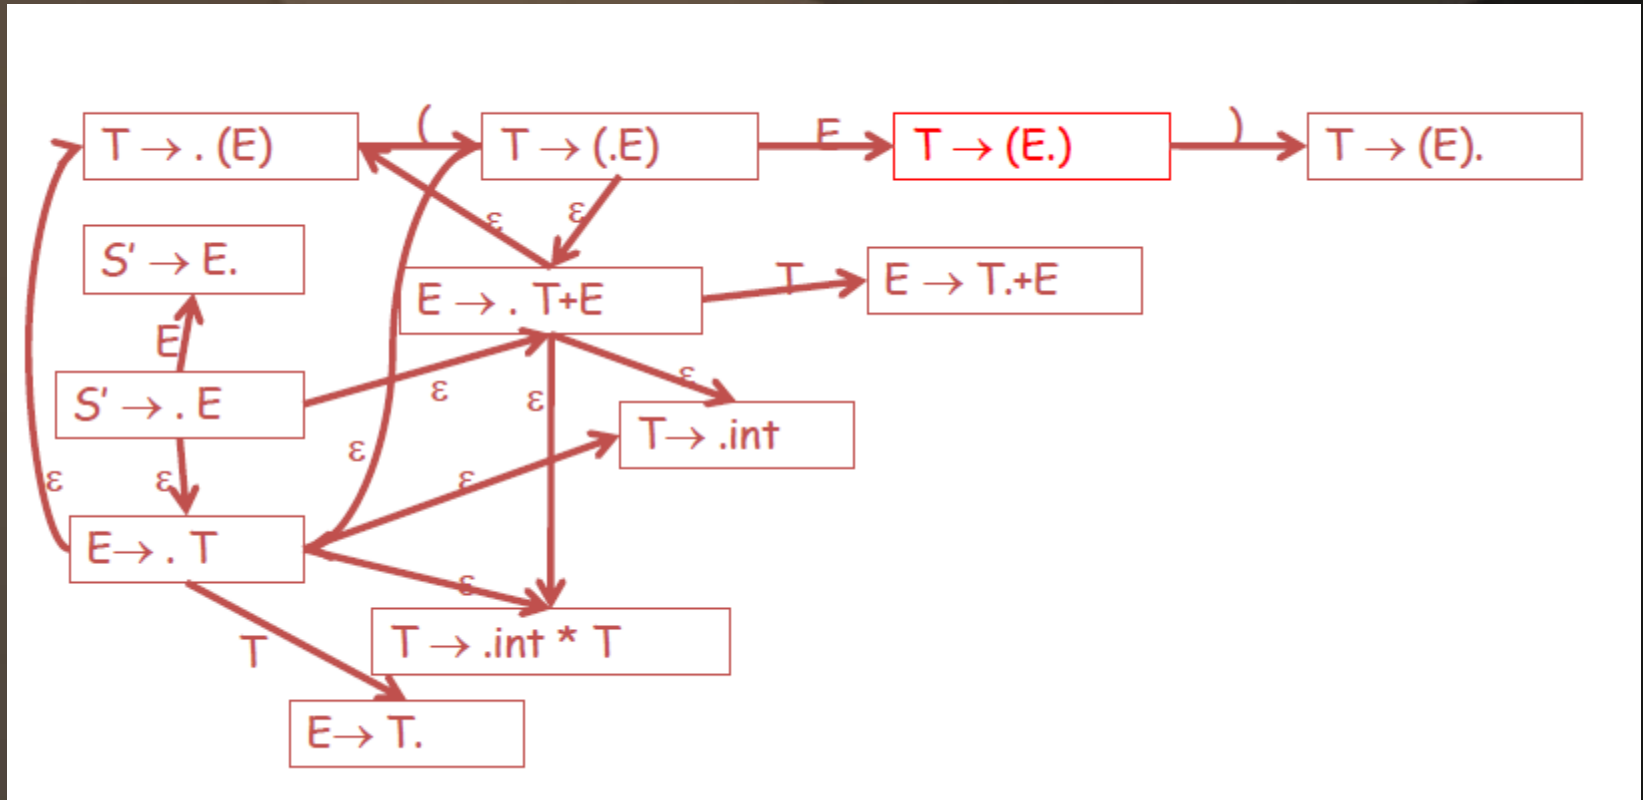 (
E
)
T → . (E)
T → (.E)
T → (E.)
T → (E).
ε
ε
S' → E.
T
E → . T+E
E → T.+E
E
ε
ε
ε
S' → . E
T → .int
ε
ε
ε
ε
E → . T
ε
T
T → .int * T
E → T.